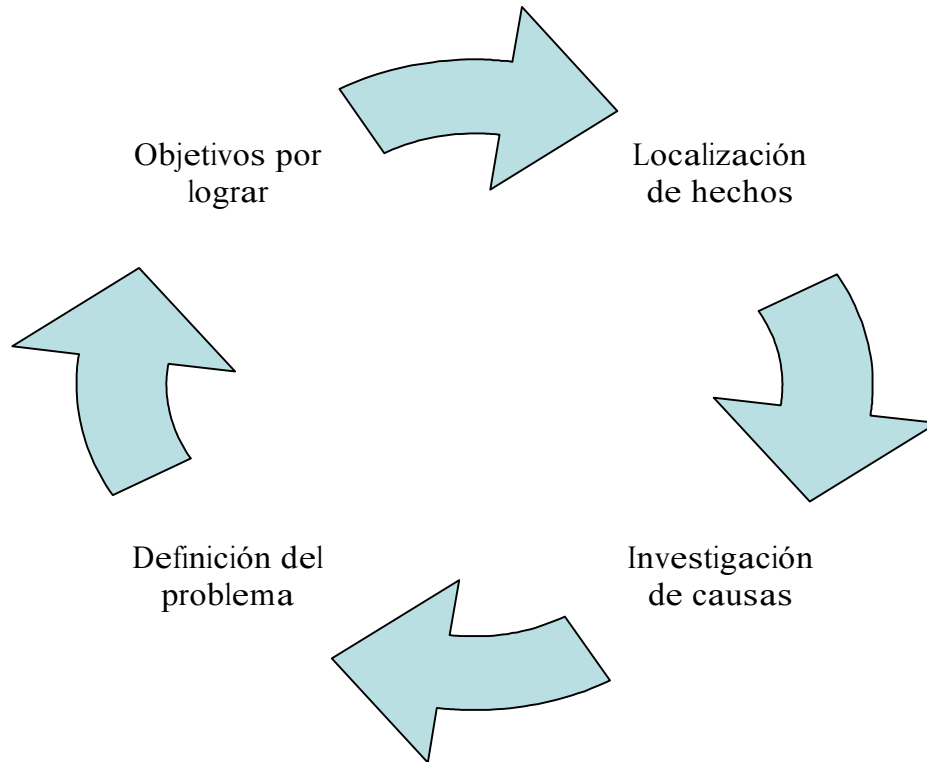 Objetivos por
lograr
Localización
de hechos
Definición del
problema
Investigación
de causas